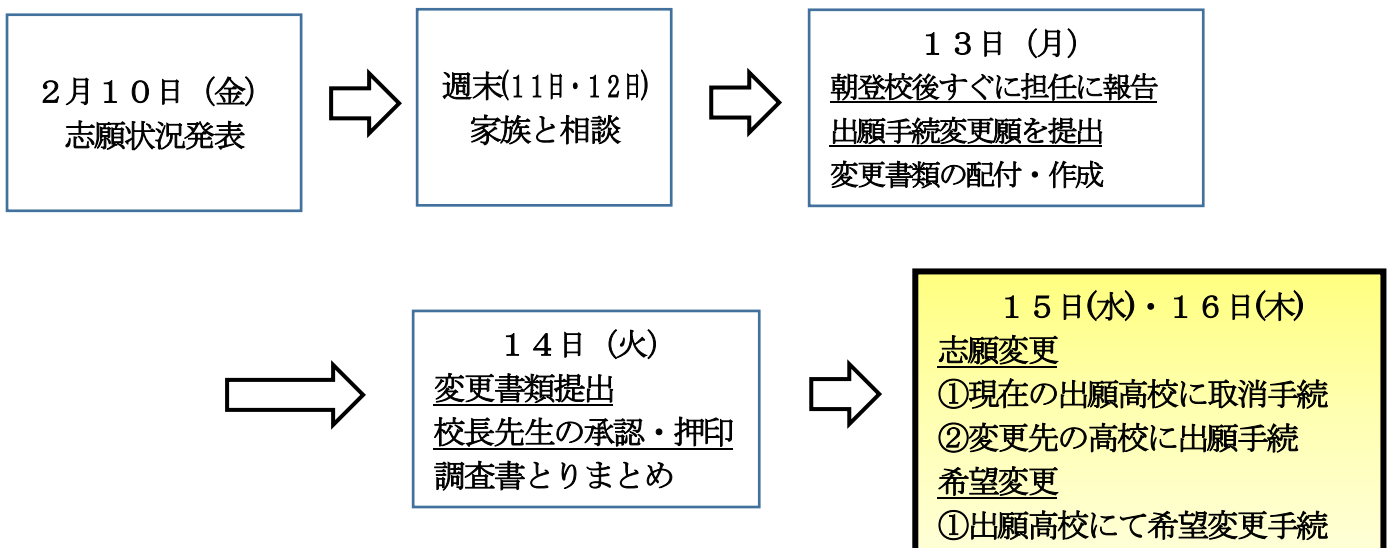 ２月１０日（金）
志願状況発表
週末(11日・12日)
家族と相談
１３日（月）
朝登校後すぐに担任に報告
出願手続変更願を提出
変更書類の配付・作成
１４日（火）
変更書類提出
校長先生の承認・押印
調査書とりまとめ
１５日(水)・１６日(木)
志願変更
①現在の出願高校に取消手続
②変更先の高校に出願手続
希望変更
①出願高校にて希望変更手続